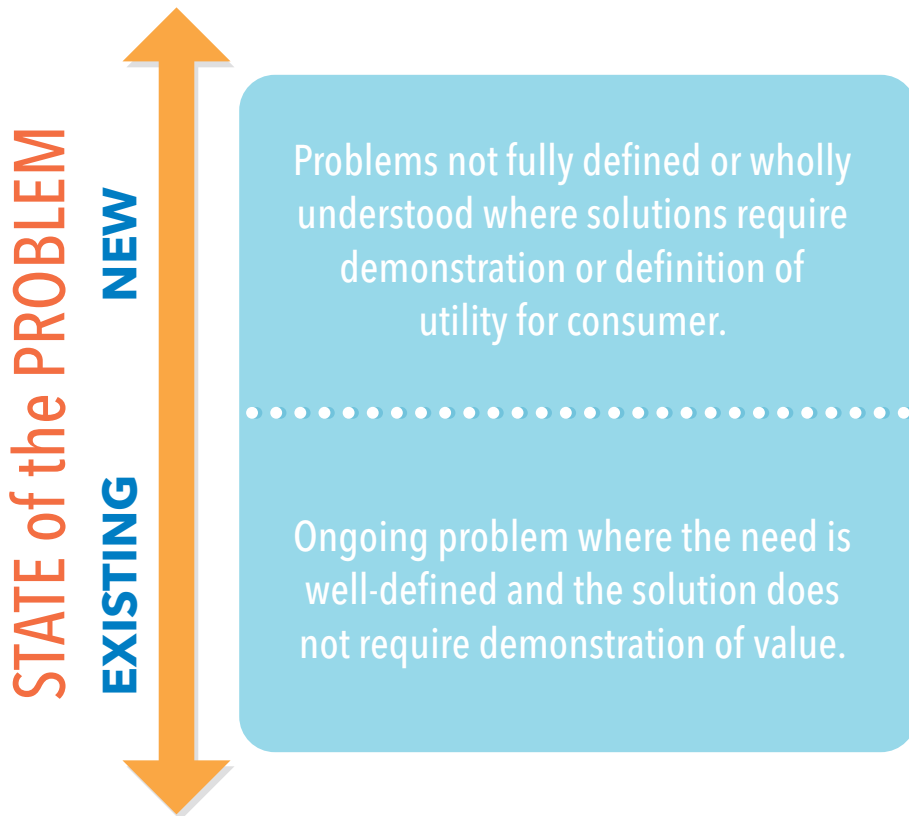 STATE of the PROBLEM
NEW
Problems not fully defined or wholly
understood where solutions require
demonstration or definition of
utility for consumer.
EXISTING
Ongoing problem where the need is
well-defined and the solution does
not require demonstration of value.